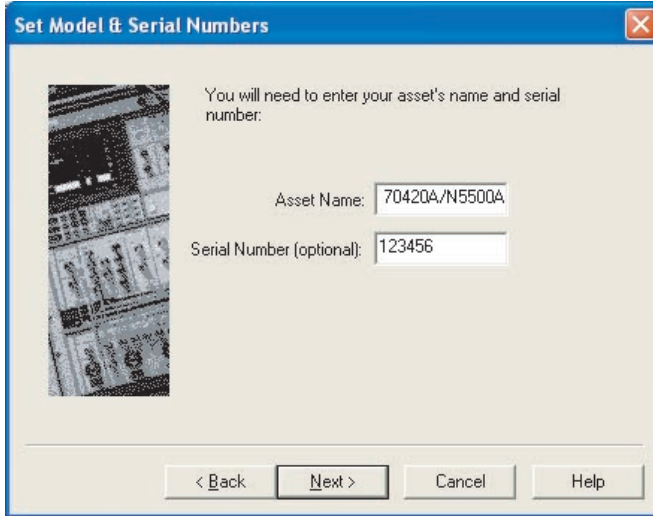 Set Model & Serial Numbers
You will need to enter your asset's name and serial
number:
Asset Name: 70420A/N5500A
Serial Number (optional): 123456
< Back Next > Cancel Help